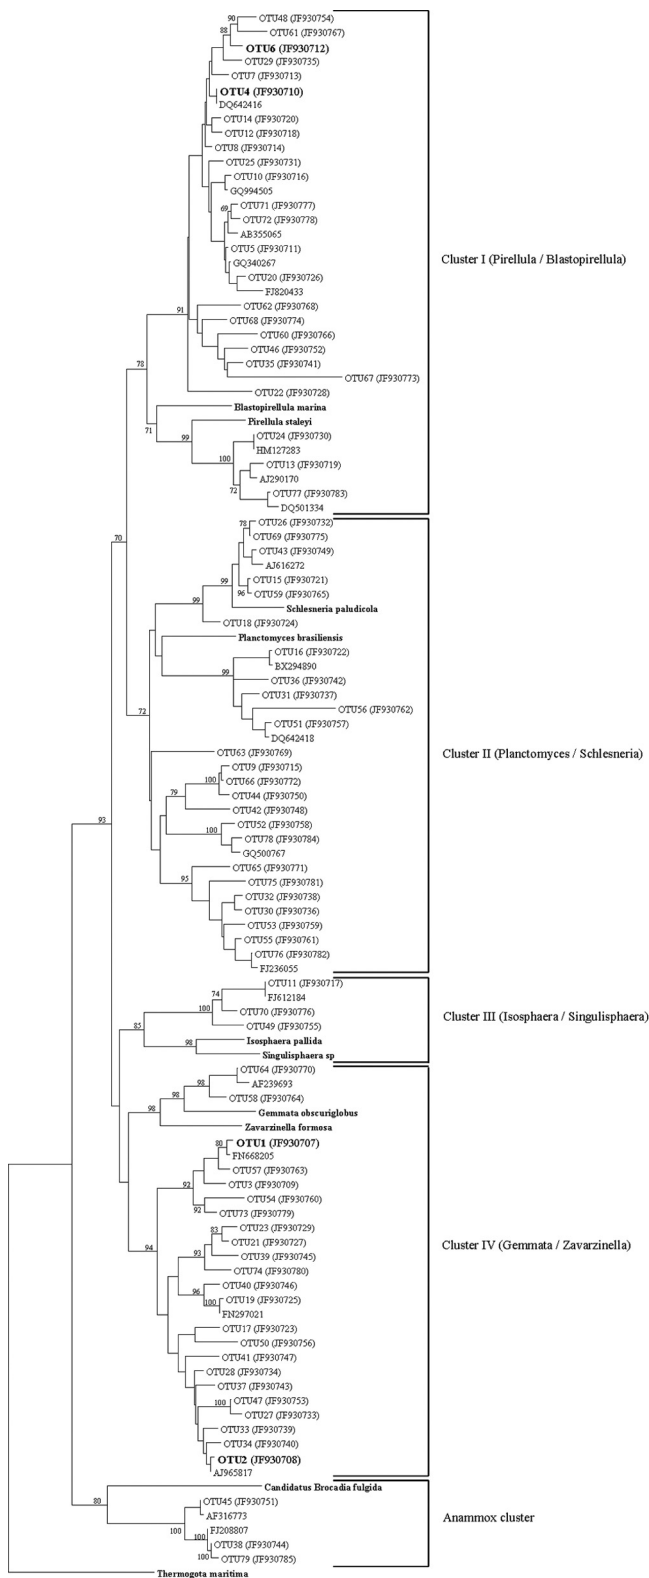 90
OTU48 (JF930754)
88
OTU61 (JF930767)
OTU6 (JF930712)
OTU29 (JF930735)
OTU7 (JF930713)
OTU4 (JF930710)
DQ642416
OTU14 (JF930720)
OTU12 (JF930718)
OTU8 (JF930714)
OTU25 (JF930731)
OTU10 (JF930716)
GQ994505
69
OTU71 (JF930777)
OTU72 (JF930778)
AB355065
OTU5 (JF930711)
Cluster I (Pirellula / Blastopirellula)
GQ340267
OTU20 (JF930726)
FJ820433
91
OTU62 (JF930768)
OTU68 (JF930774)
OTU60 (JF930766)
OTU46 (JF930752)
78
OTU35 (JF930741)
OTU67 (JF930773)
OTU22 (JF930728)
Blastopirellula marina
71
Pirellula staleyi
99
OTU24 (JF930730)
HM127283
100
OTU13 (JF930719)
AJ290170
72
OTU77 (JF930783)
DQ501334
78
OTU26 (JF930732)
70
OTU69 (JF930775)
OTU43 (JF930749)
AJ616272
99
OTU15 (JF930721)
96
OTU59 (JF930765)
99
Schlesneria paludicola
OTU18 (JF930724)
Planctomyces brasiliensis
OTU16 (JF930722)
BX294890
99
OTU36 (JF930742)
OTU31 (JF930737)
72
OTU56 (JF930762)
OTU51 (JF930757)
DQ642418
OTU63 (JF930769)
Cluster II (Planctomyces / Schlesneria)
OTU9 (JF930715)
100
OTU66 (JF930772)
79
OTU44 (JF930750)
OTU42 (JF930748)
93
OTU52 (JF930758)
100
OTU78 (JF930784)
GQ500767
OTU65 (JF930771)
95
OTU75 (JF930781)
OTU32 (JF930738)
OTU30 (JF930736)
OTU53 (JF930759)
OTU55 (JF930761)
OTU76 (JF930782)
FJ236055
OTU11 (JF930717)
74
FJ612184
100
OTU70 (JF930776)
Cluster III (Isosphaera / Singulisphaera)
85
OTU49 (JF930755)
Isosphaera pallida
98
Singulisphaera sp
OTU64 (JF930770)
98
AF239693
OTU58 (JF930764)
98
Gemmata obscuriglobus
Zavarzinella formosa
80
OTU1 (JF930707)
FN668205
OTU57 (JF930763)
92
OTU3 (JF930709)
OTU54 (JF930760)
92
OTU73 (JF930779)
OTU23 (JF930729)
83
OTU21 (JF930727)
94
Cluster IV (Gemmata / Zavarzinella)
93
OTU39 (JF930745)
OTU74 (JF930780)
OTU40 (JF930746)
96
OTU19 (JF930725)
100
FN297021
OTU17 (JF930723)
OTU50 (JF930756)
OTU41 (JF930747)
OTU28 (JF930734)
OTU37 (JF930743)
100
OTU47 (JF930753)
OTU27 (JF930733)
OTU33 (JF930739)
OTU34 (JF930740)
OTU2 (JF930708)
AJ965817
Candidatus Brocadia fulgida
80
OTU45 (JF930751)
AF316773
Anammox cluster
100
FJ208807
100
OTU38 (JF930744)
100
OTU79 (JF930785)
Thermogota maritima